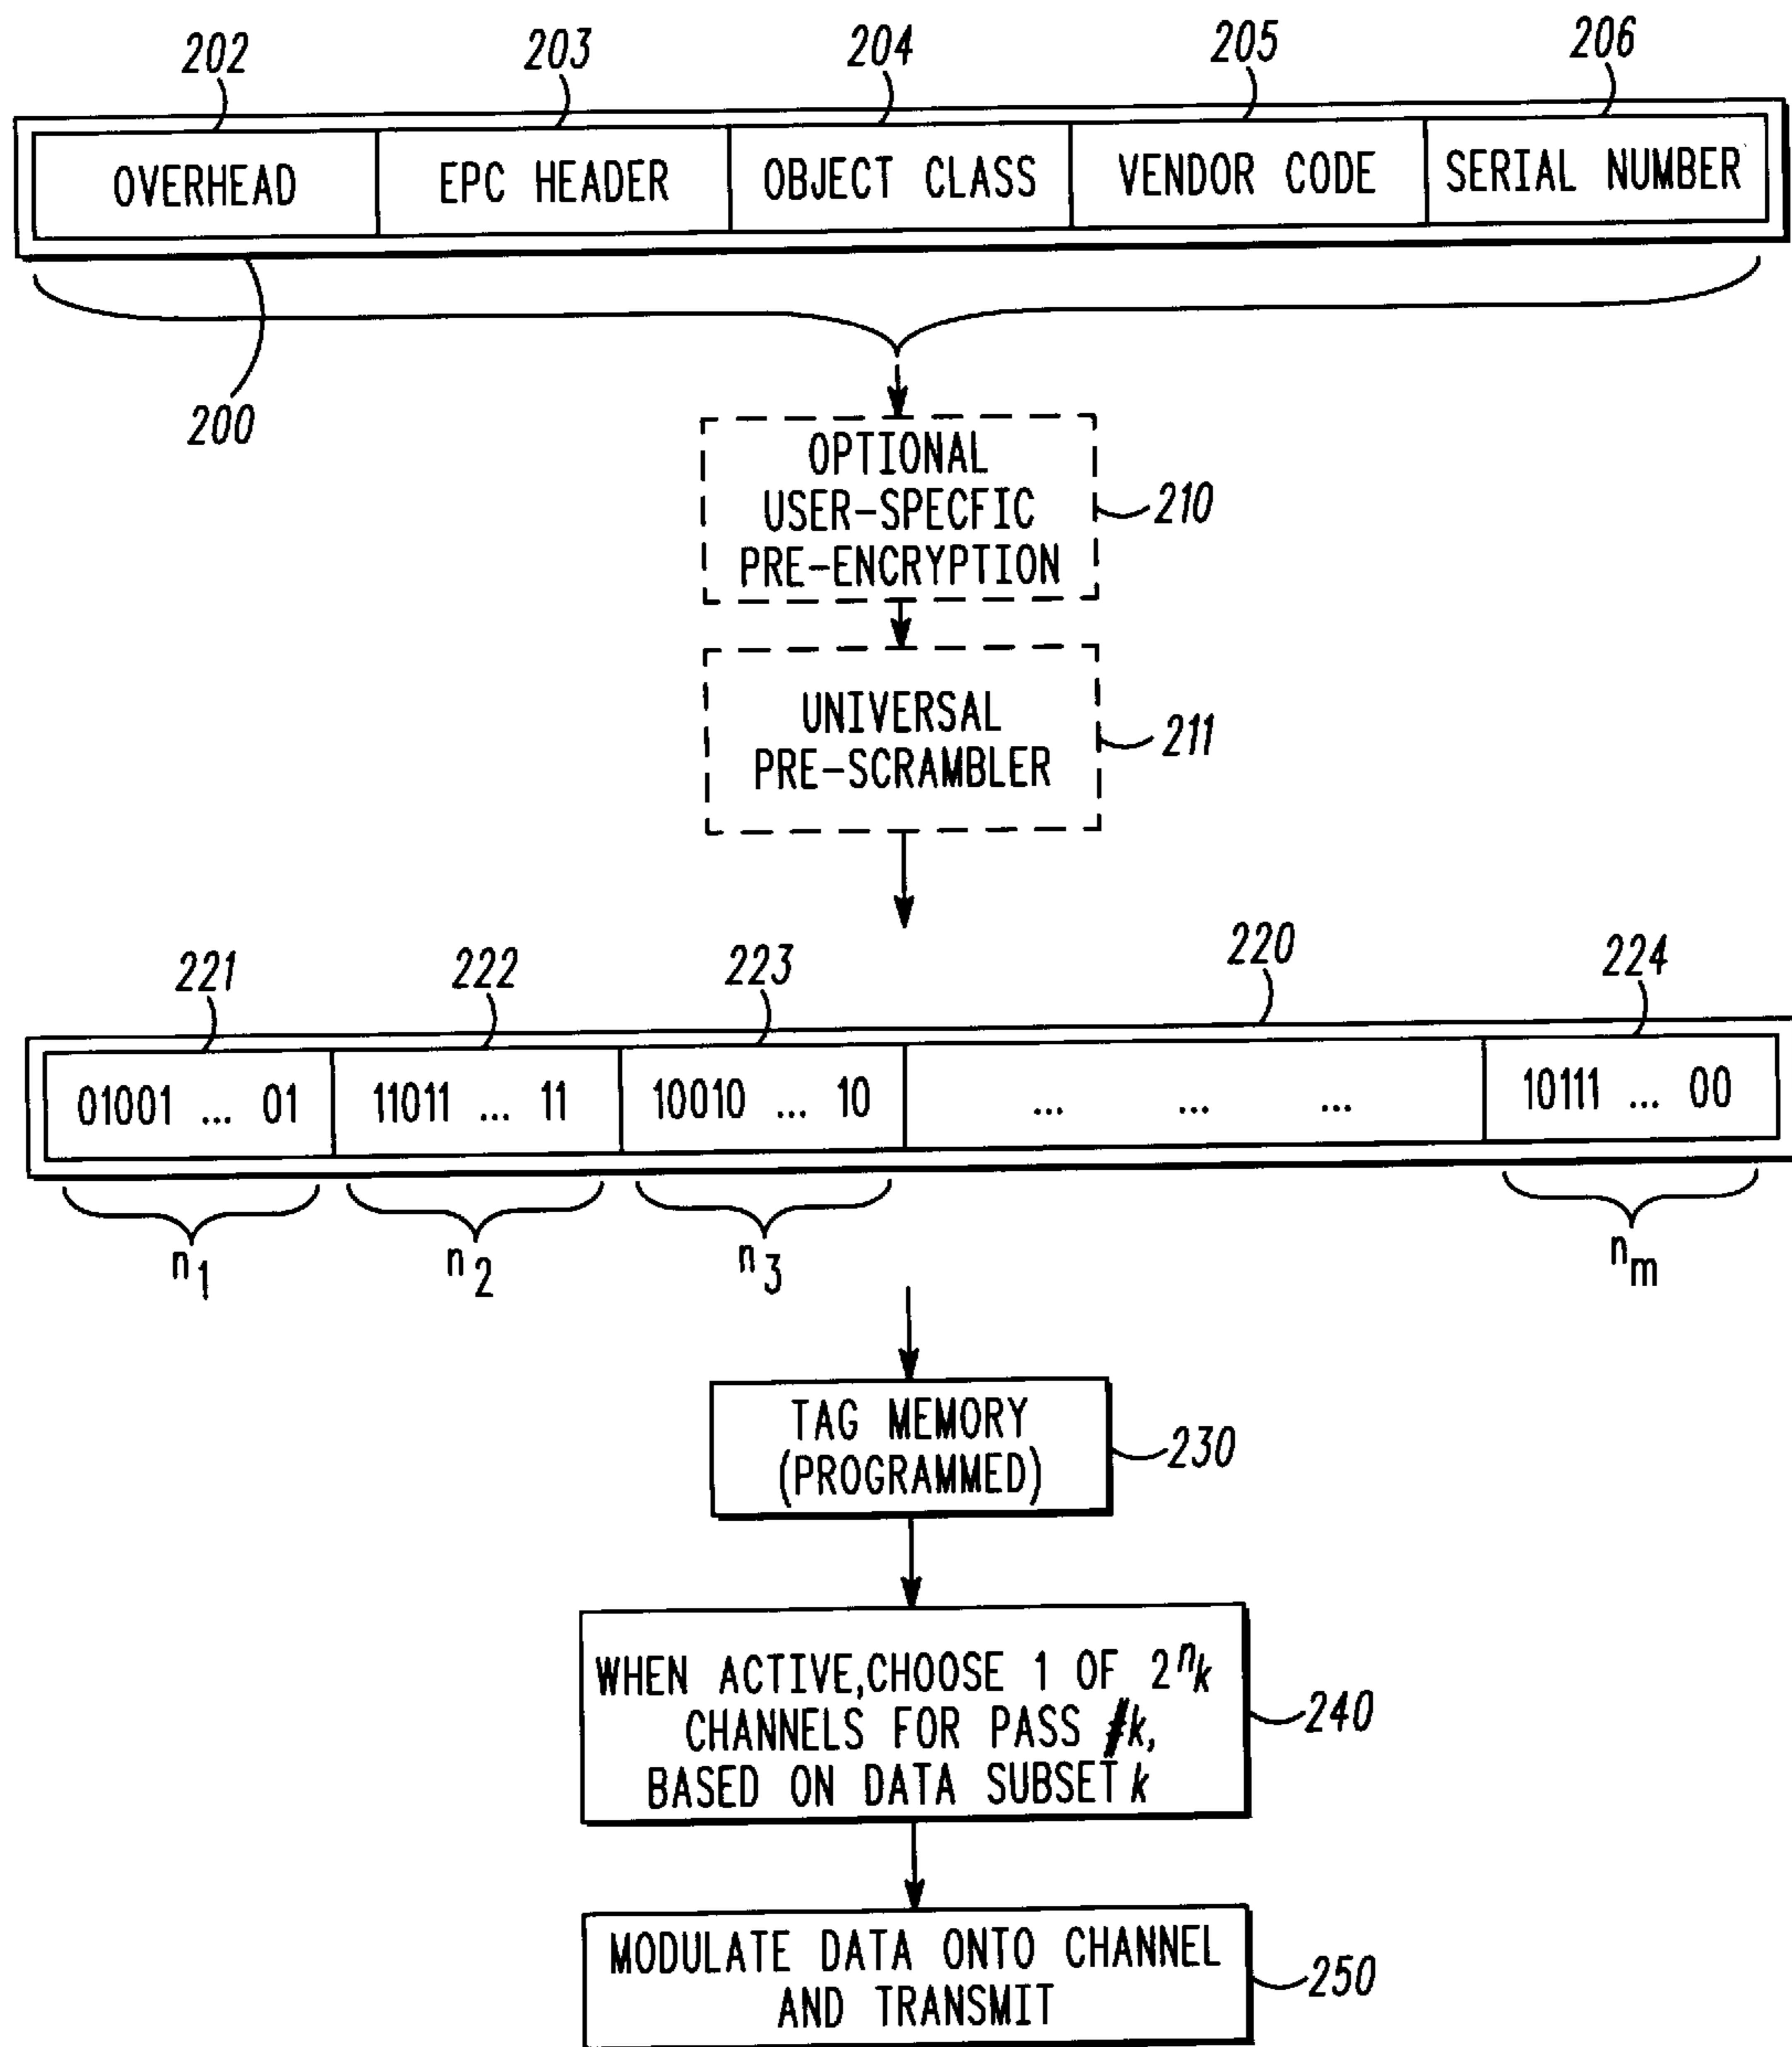 202 203 204 205 206
OVERHEAD EPC HEADER OBJECT CLASS VENDOR CODE SERIAL NUMBER
200
OPTIONAL
USER-SPECFIC
PRE-ENCRYPTION
210
UNIVERSAL
PRE-SCRAMBLER
211
221 222 223 220 224
01001 ... 01 11011 ... 11 10010 ... 10 ... ... ... 10111 ... 00
n1 n2 n3 nm
TAG MEMORY
(PROGRAMMED)
230
WHEN ACTIVE,CHOOSE 1 OF 2^nk
CHANNELS FOR PASS #k,
BASED ON DATA SUBSET k
240
MODULATE DATA ONTO CHANNEL
AND TRANSMIT
250